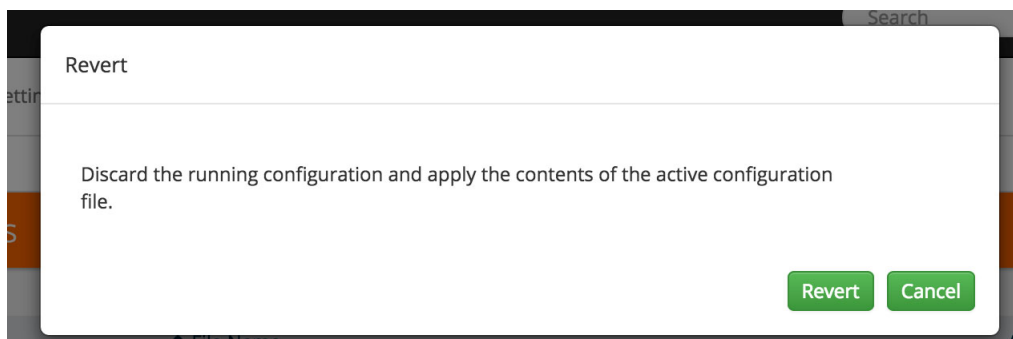 Search
Revert
Discard the running configuration and apply the contents of the active configuration
file.
Revert Cancel